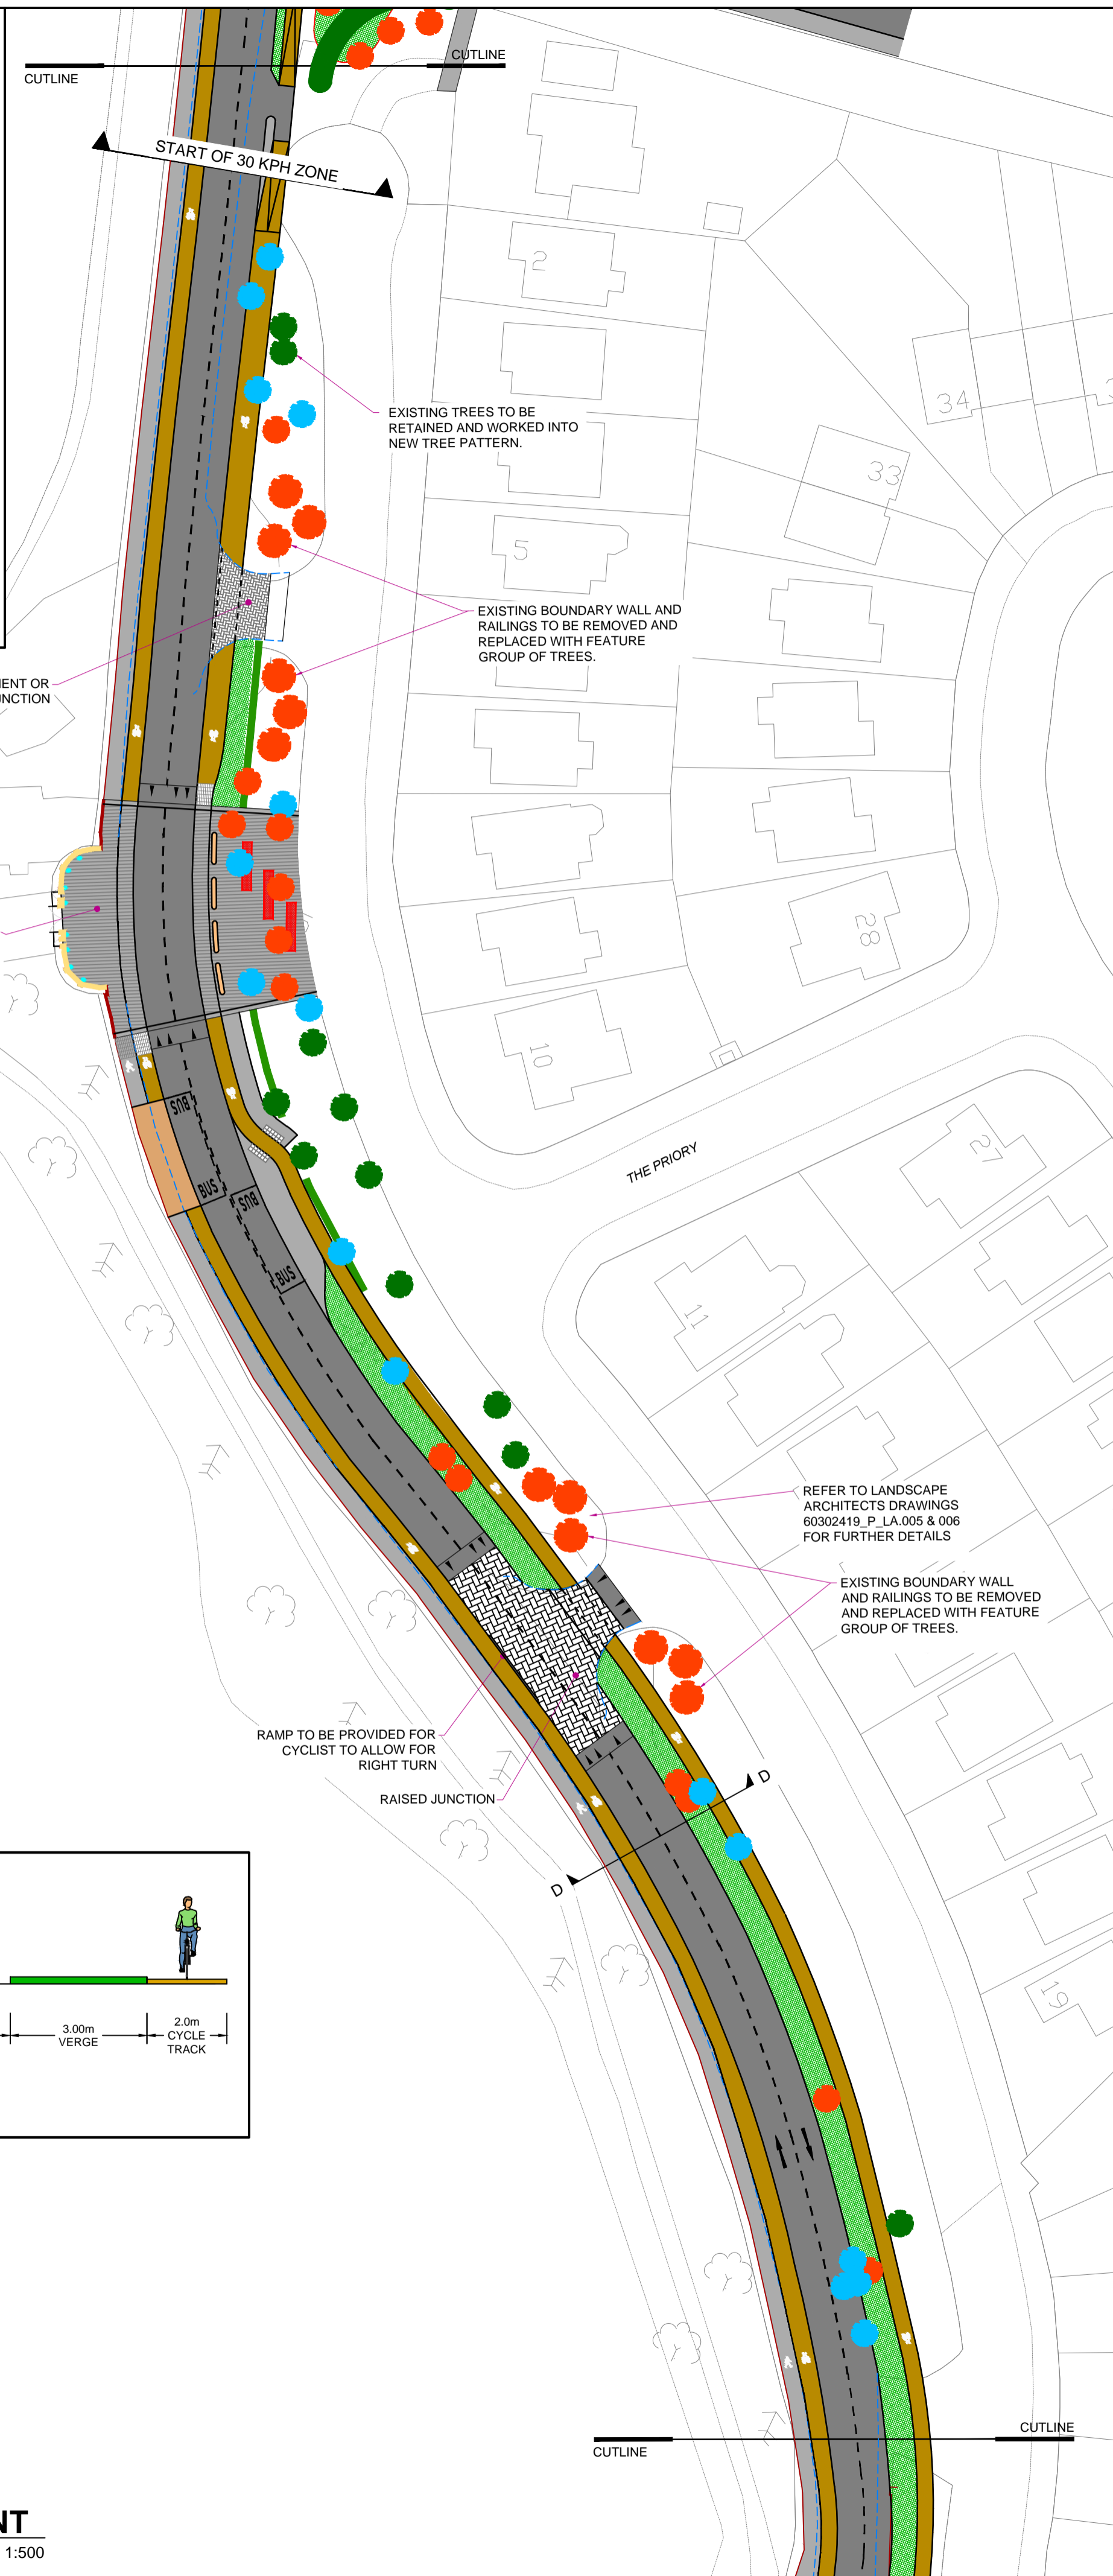 CUTLINE
CUTLINE
START OF 30 KPH ZONE
2
34
33
EXISTING TREES TO BE
RETAINED AND WORKED INTO
NEW TREE PATTERN.
5
EXISTING BOUNDARY WALL AND
RAILINGS TO BE REMOVED AND
REPLACED WITH FEATURE
GROUP OF TREES.
28
10
BUS
BUS
BUS
BUS
THE PRIORY
27
11
REFER TO LANDSCAPE
ARCHITECTS DRAWINGS
60302419_P_LA.005 & 006
FOR FURTHER DETAILS
EXISTING BOUNDARY WALL
AND RAILINGS TO BE REMOVED
AND REPLACED WITH FEATURE
GROUP OF TREES.
RAMP TO BE PROVIDED FOR
CYCLIST TO ALLOW FOR
RIGHT TURN
RAISED JUNCTION
D
D
19
3.00m
VERGE
2.0m
CYCLE
TRACK
CUTLINE
CUTLINE
1:500